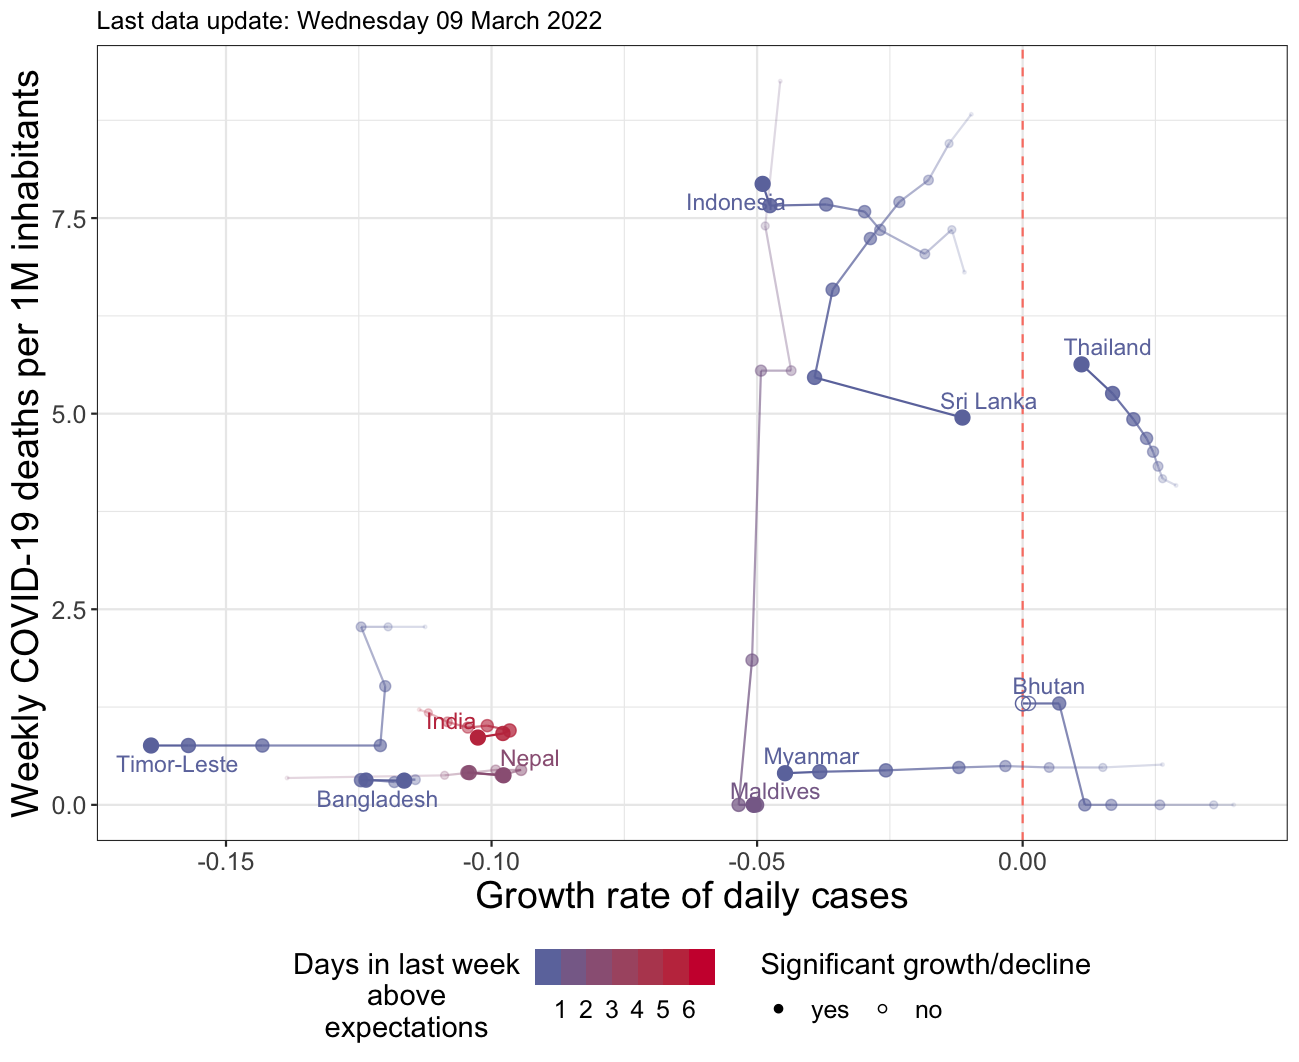 Last data update: Wednesday 09 March 2022
Weekly COVID-19 deaths per 1M inhabitants
7.5
5.0
2.5
0.0
Indonesia
Thailand
Sri Lanka
Bhutan
India
Nepal
Timor-Leste
Myanmar
Maldives
Bangladesh
-0.15 -0.10 -0.05 0.00
Growth rate of daily cases
Days in last week
above
expectations
1 2 3 4 5 6
Significant growth/decline
yes no